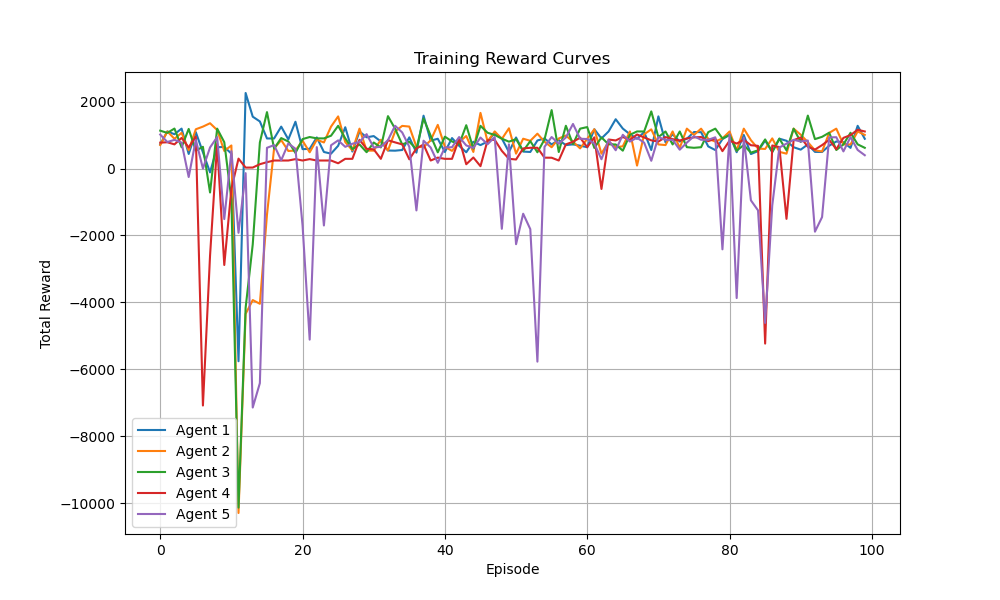 Training Reward Curves
Total Reward
2000
0
−2000
−4000
−6000
−8000
−10000
Agent 1
Agent 2
Agent 3
Agent 4
Agent 5
0 20 40 60 80 100
Episode